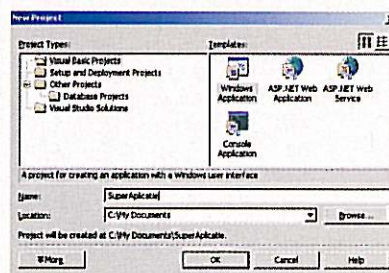 New Project
Project Types:
Templates:
Visual Basic Projects
Setup and Deployment Projects
Other Projects
Database Projects
Visual Studio Solutions
Windows Application
ASP.NET Web Application
ASP.NET Web Service
Console Application
A project for creating an application with a Windows user interface
Name:
SuperAplicatie
Location:
C:\My Documents
Browse...
Project will be created at C:\My Documents\SuperAplicatie.
More
OK
Cancel
Help